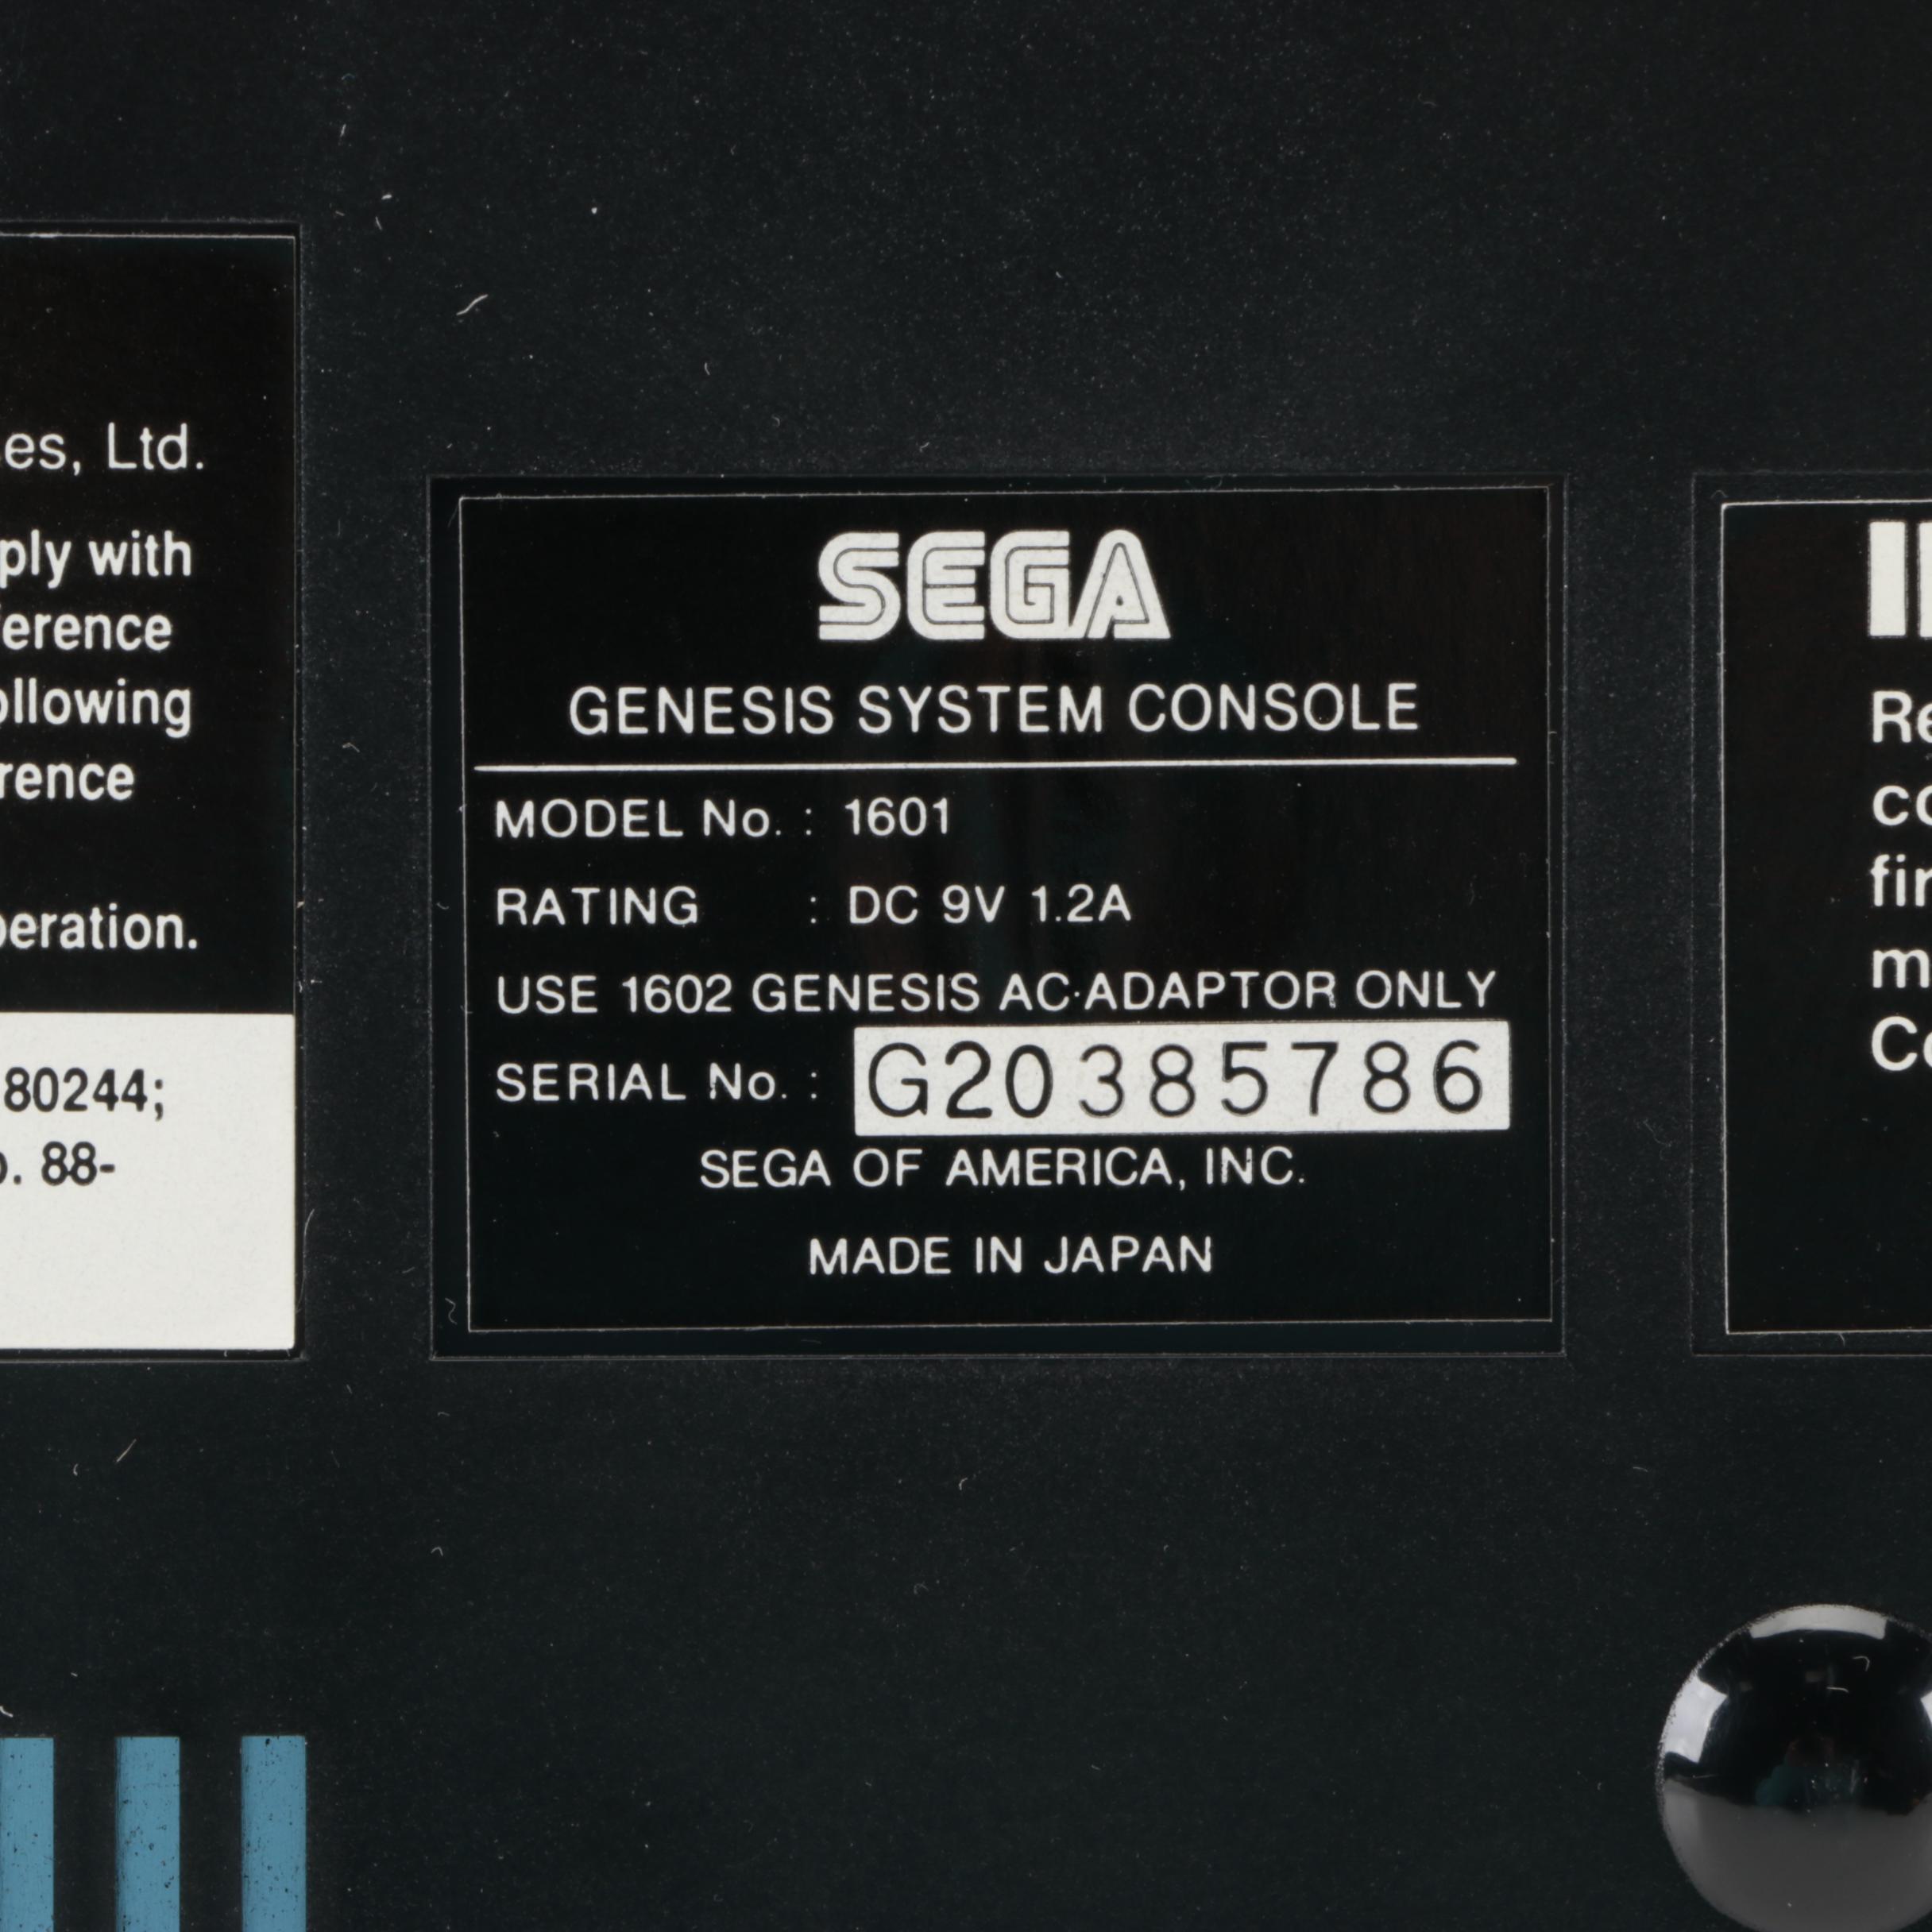 es, Ltd.
ply with
ference
ollowing
rence
peration.
80244;
o. 88-
SEGA
GENESIS SYSTEM CONSOLE
MODEL No. : 1601
RATING : DC 9V 1.2A
USE 1602 GENESIS AC·ADAPTOR ONLY
SERIAL No. : G20385786
SEGA OF AMERICA, INC.
MADE IN JAPAN
Re
co
fin
m
Co